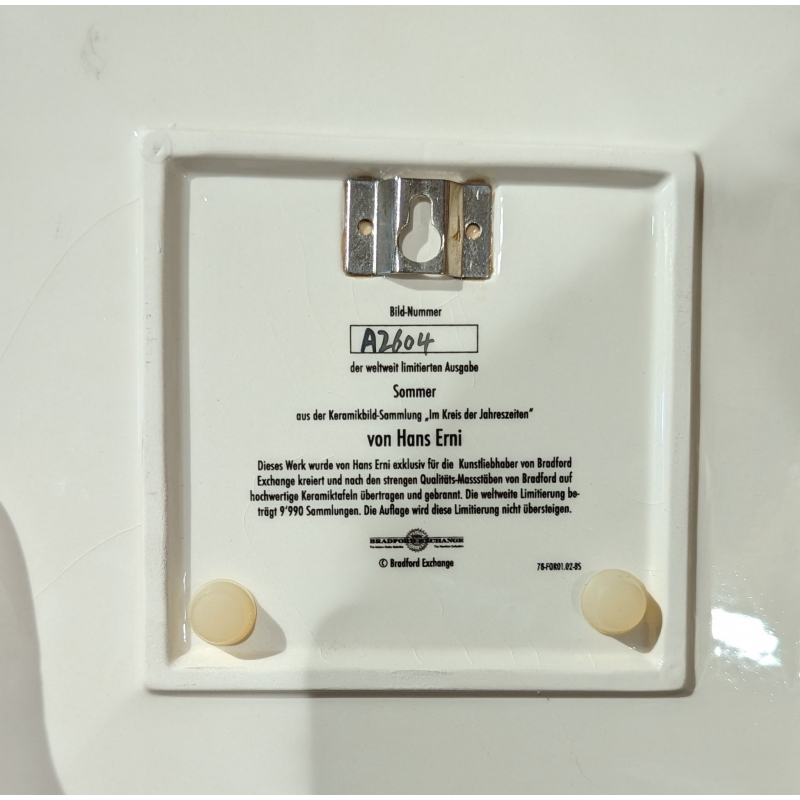 Bild-Nummer
A2604
der weltweit limitierten Ausgabe
Sommer
aus der Keramikbild-Sammlung „Im Kreis der Jahreszeiten"
von Hans Erni
Dieses Werk wurde von Hans Erni exklusiv für die Kunstliebhaber von Bradford
Exchange kreiert und nach den strengen Qualitäts-Massstäben von Bradford auf
hochwertige Keramiktafeln übertragen und gebrannt. Die weltweite Limitierung be-
trägt 9'990 Sammlungen. Die Auflage wird diese Limitierung nicht übersteigen.
BRADFORD EXCHANGE
© Bradford Exchange
78-FOR01.02-BS